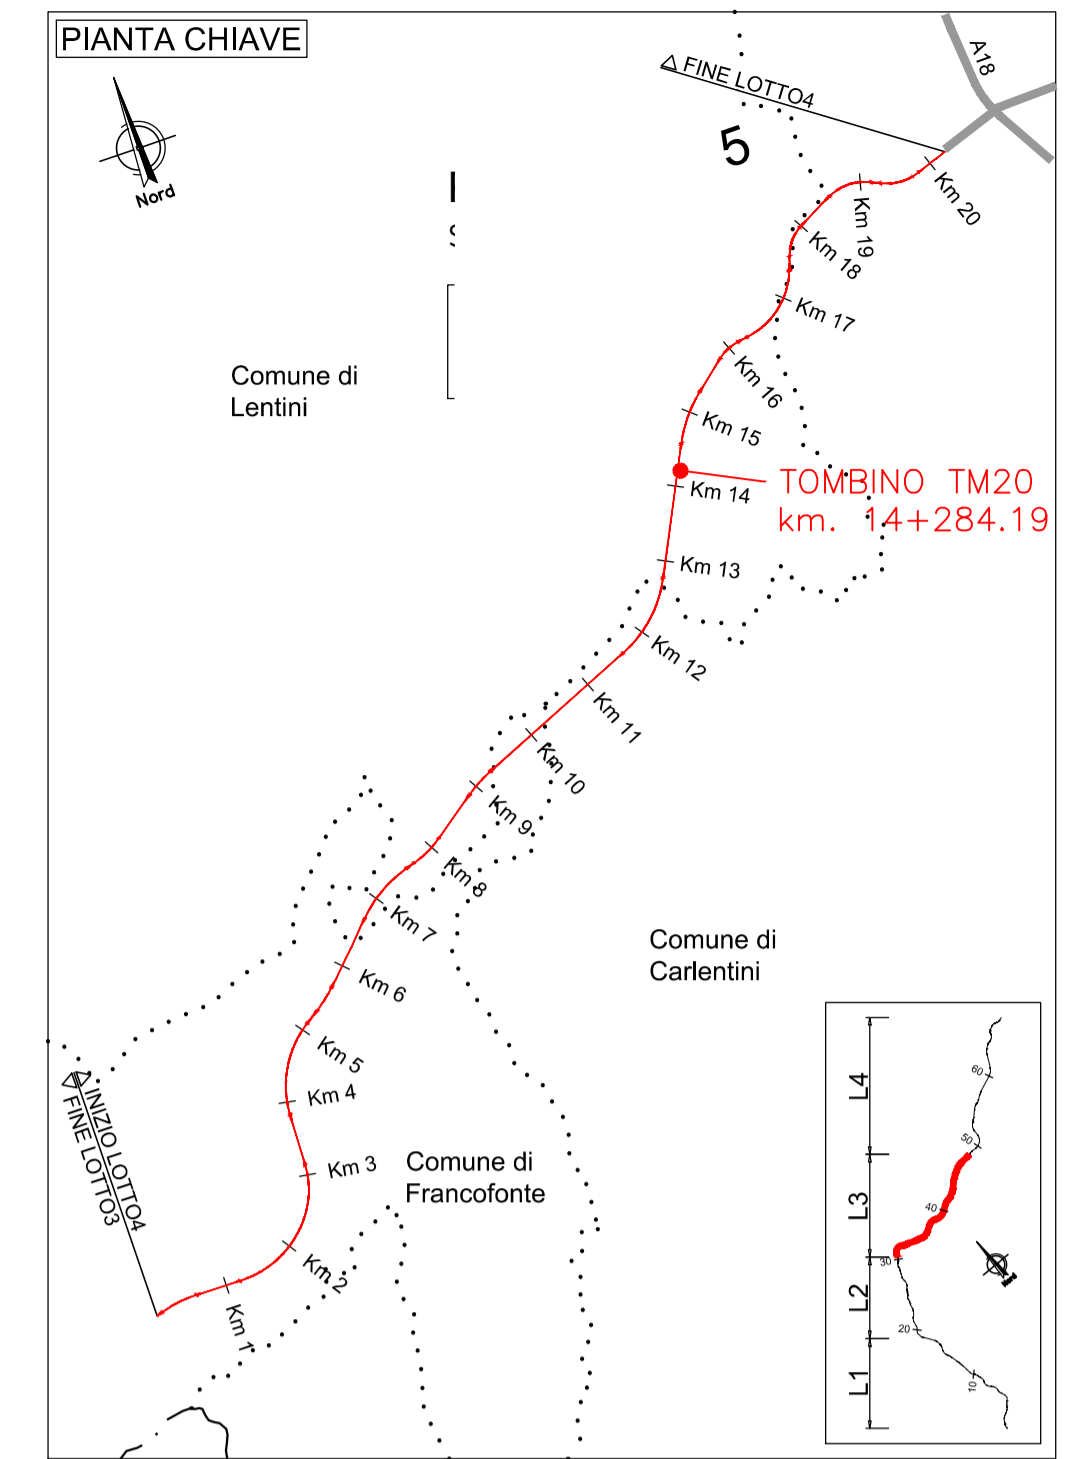 PIANTA CHIAVE
Nord
FINE LOTTO4
A18
5
Km 20
Km 19
Km 18
Km 17
Km 16
Km 15
Comune di
Lentini
TOMBINO TM20
km. 14+284.19
Km 14
Km 13
Km 12
Km 11
Km 10
Km 9
Km 8
Km 7
Comune di
Carlentini
Km 6
Km 5
Km 4
INIZIO LOTTO4
FINE LOTTO3
Km 3
Comune di
Francofonte
Km 2
Km 1
L4
L3
L2
L1
60
50
40
30
20
10